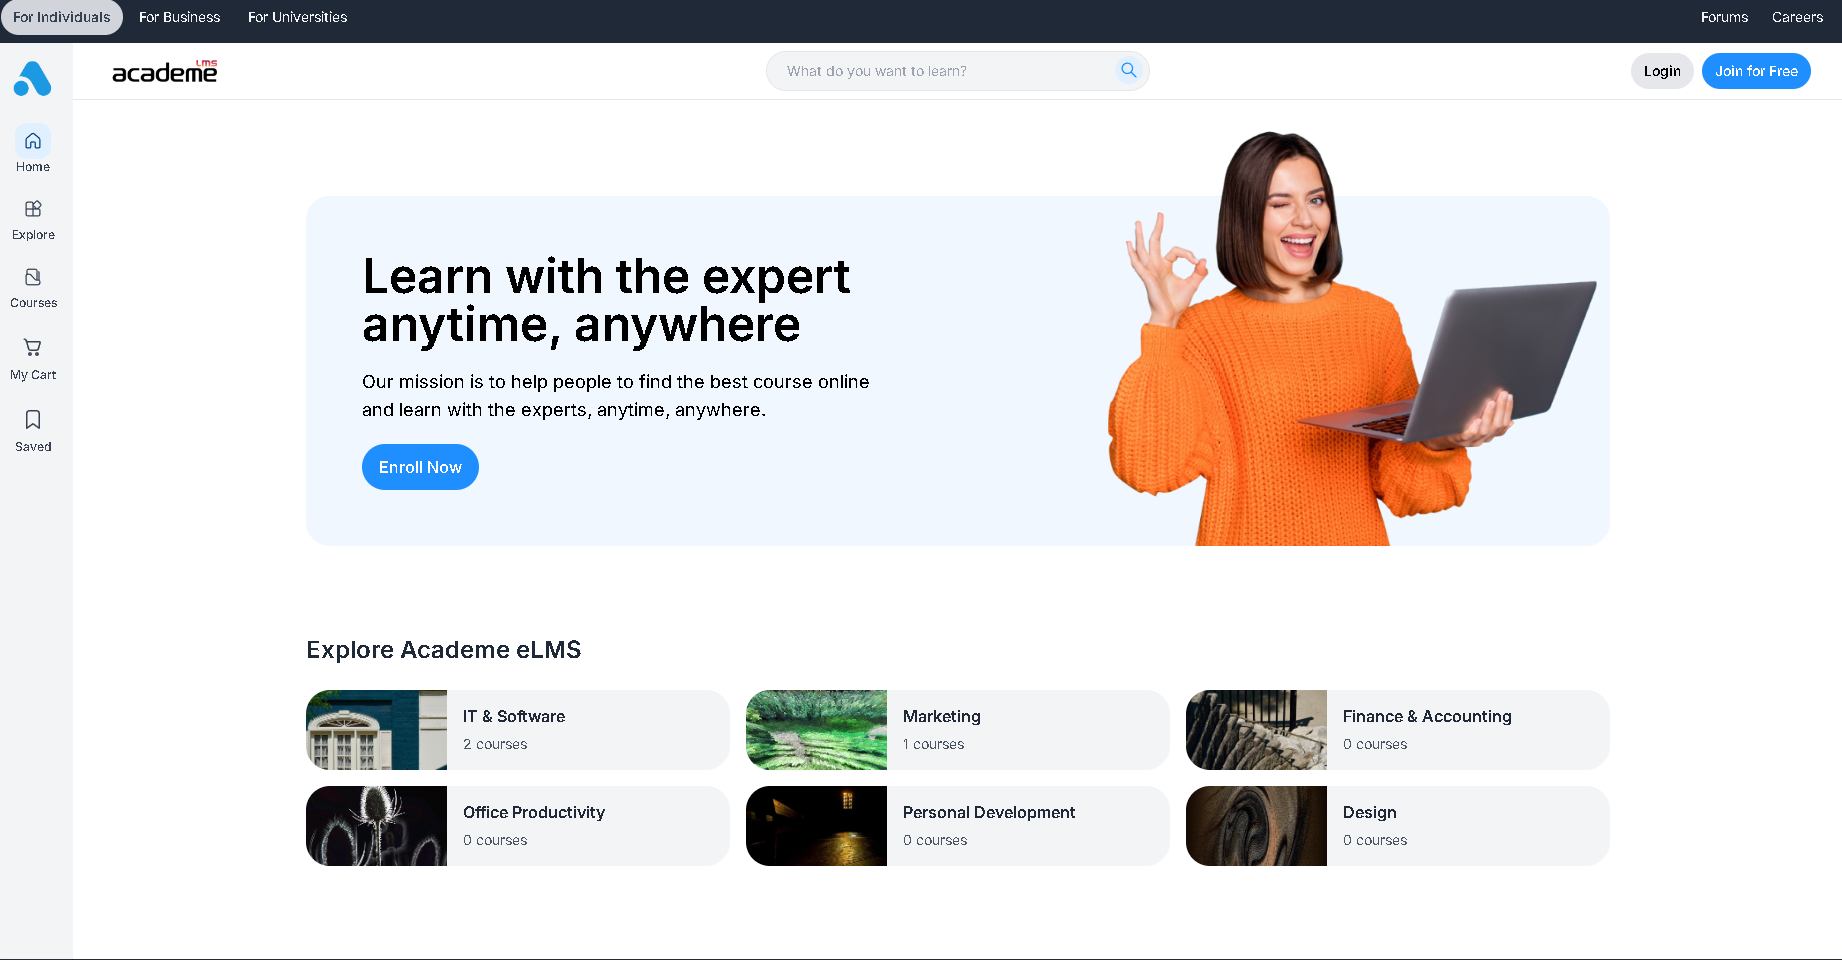 For Individuals
For Business
For Universities
Forums
Careers
academe
LMS
What do you want to learn?
Login
Join for Free
Home
Explore
Courses
My Cart
Saved
Learn with the expert
anytime, anywhere
Our mission is to help people to find the best course online
and learn with the experts, anytime, anywhere.
Enroll Now
Explore Academe eLMS
IT & Software
2 courses
Marketing
1 courses
Finance & Accounting
0 courses
Office Productivity
0 courses
Personal Development
0 courses
Design
0 courses